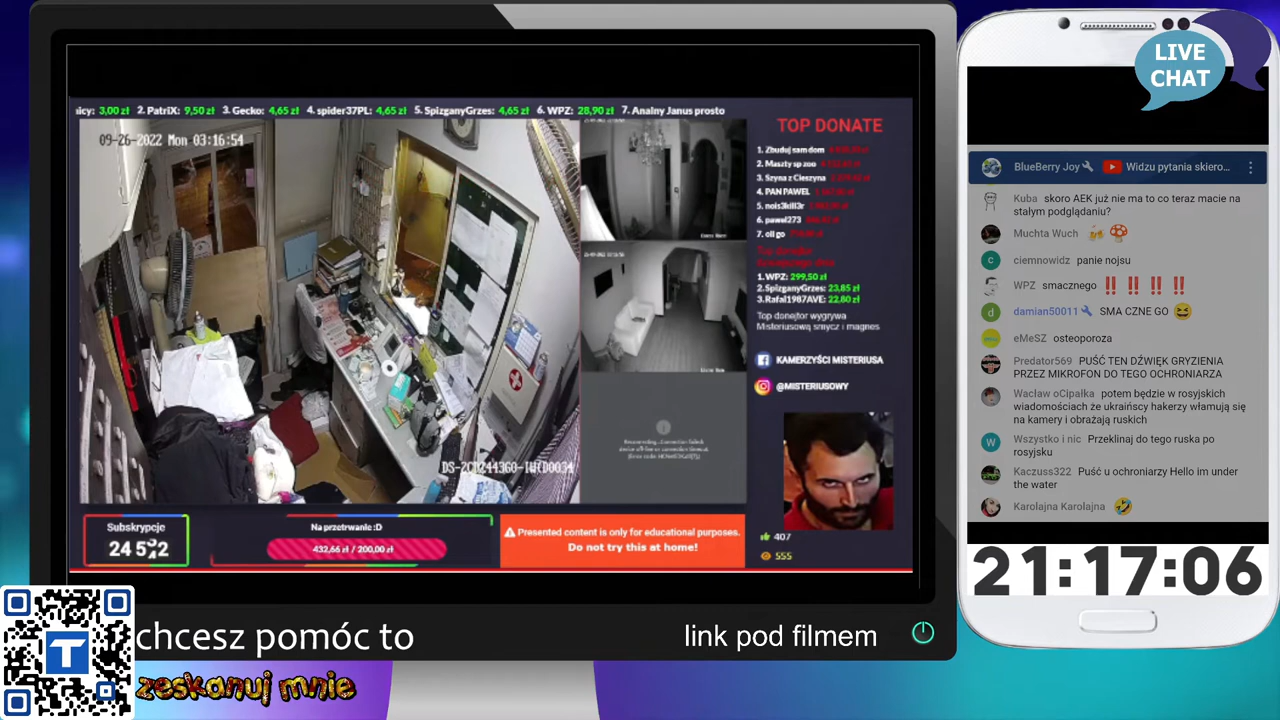 LIVE
CHAT
icy: 3,00 zł 2. PatriX: 9,50 zł 3. Gecko: 4,65 zł 4. spider37PL: 4,65 zł 5. SpizganyGrzes: 4,65 zł 6. WPZ: 28,90 zł 7. Analny Janus prosto
09-26-2022 Mon 03:16:54
DS-2CD2443G0-IWRD0034
TOP DONATE
1. Zbuduj sam dom
2. Maszty sp zoo
3. Szyna z Cieszyna
4. PAN PAWEL
5. nois3kill3r
6. pawel273
7. oli go
1.WPZ: 299,50 zł
2.SpizganyGrzes: 23,85 zł
3.Rafal1987AVE: 22,80 zł
Top donejtor wygrywa
Misteriusową smycz i magnes
KAMERZYŚCI MISTERIUSA
@MISTERIUSOWY
407
555
Subskrypcje
Na przetrwanie :D
432,66 zł / 200,00 zł
Presented content is only for educational purposes.
Do not try this at home!
BlueBerry Joy Widzu pytania skiero...
Kuba skoro AEK już nie ma to co teraz macie na
stałym podglądaniu?
Muchta Wuch 🍻 🍄
ciemnowidz panie nojsu
WPZ smacznego ‼️ ‼️ ‼️ ‼️
damian50011 SMA CZNE GO 😆
eMeSZ osteoporoza
Predator569 PUŚĆ TEN DŹWIĘK GRYZIENIA
PRZEZ MIKROFON DO TEGO OCHRONIARZA
Wacław oCipałka potem będzie w rosyjskich
wiadomościach że ukraińscy hakerzy włamują się
na kamery i obrażają ruskich
Wszystko i nic Przeklinaj do tego ruska po
rosyjsku
Kaczuss322 Puść u ochroniarzy Hello im under
the water
Karolajna Karolajna 🤣
21:17:06
chcesz pomóc to
link pod filmem
T
zeskanuj mnie